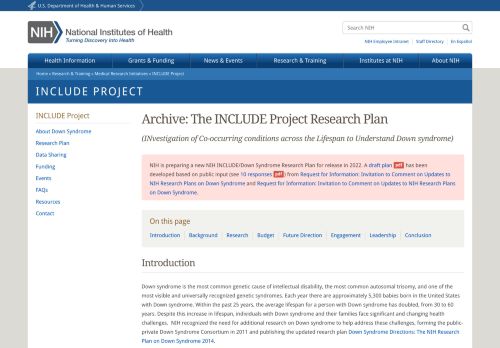 U.S. Department of Health & Human Services
NIH National Institutes of Health
Turning Discovery Into Health
Search NIH
NIH Employee Intranet | Staff Directory | En Español
Health Information Grants & Funding News & Events Research & Training Institutes at NIH About NIH
Home » Research & Training » Medical Research Initiatives » INCLUDE Project
INCLUDE PROJECT
INCLUDE Project
About Down Syndrome
Research Plan
Data Sharing
Funding
Events
FAQs
Resources
Contact
Archive: The INCLUDE Project Research Plan
(INvestigation of Co-occurring conditions across the Lifespan to Understand Down syndrome)
NIH is preparing a new NIH INCLUDE/Down Syndrome Research Plan for release in 2022. A draft plan pdf has been
developed based on public input (see 10 responses pdf) from Request for Information: Invitation to Comment on Updates to
NIH Research Plans on Down Syndrome and Request for Information: Invitation to Comment on Updates to NIH Research Plans
on Down Syndrome.
On this page
Introduction | Background | Research | Budget | Future Direction | Engagement | Leadership | Conclusion
Introduction
Down syndrome is the most common genetic cause of intellectual disability, the most common autosomal trisomy, and one of the
most visible and universally recognized genetic syndromes. Each year there are approximately 5,300 babies born in the United States
with Down syndrome. Within the past 25 years, the average lifespan for a person with Down syndrome has doubled, from 30 to 60
years. Despite this increase in lifespan, individuals with Down syndrome and their families face significant and changing health
challenges. NIH recognized the need for additional research on Down syndrome to help address these challenges, forming the public-
private Down Syndrome Consortium in 2011 and publishing the updated research plan Down Syndrome Directions: The NIH Research
Plan on Down Syndrome 2014.